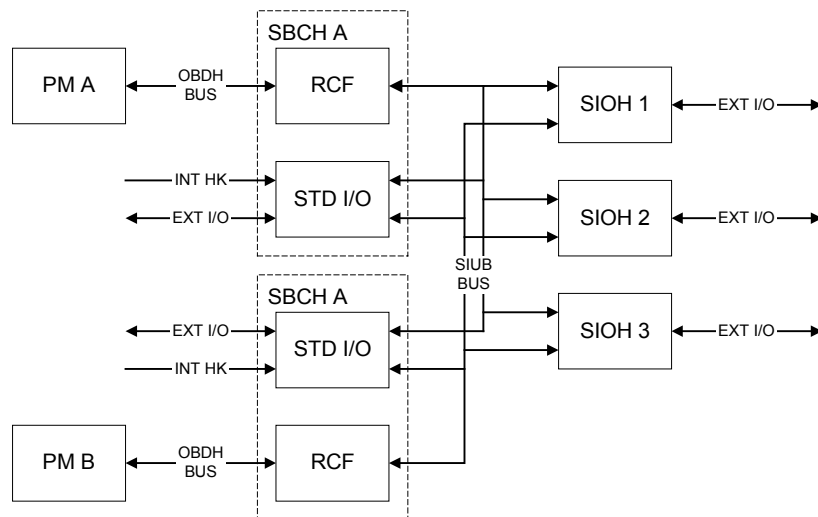 SBCH A
PM A
OBDH
BUS
RCF
SIOH 1
EXT I/O
INT HK
STD I/O
EXT I/O
SIOH 2
EXT I/O
SIUB
BUS
SBCH A
EXT I/O
STD I/O
INT HK
SIOH 3
EXT I/O
PM B
OBDH
BUS
RCF